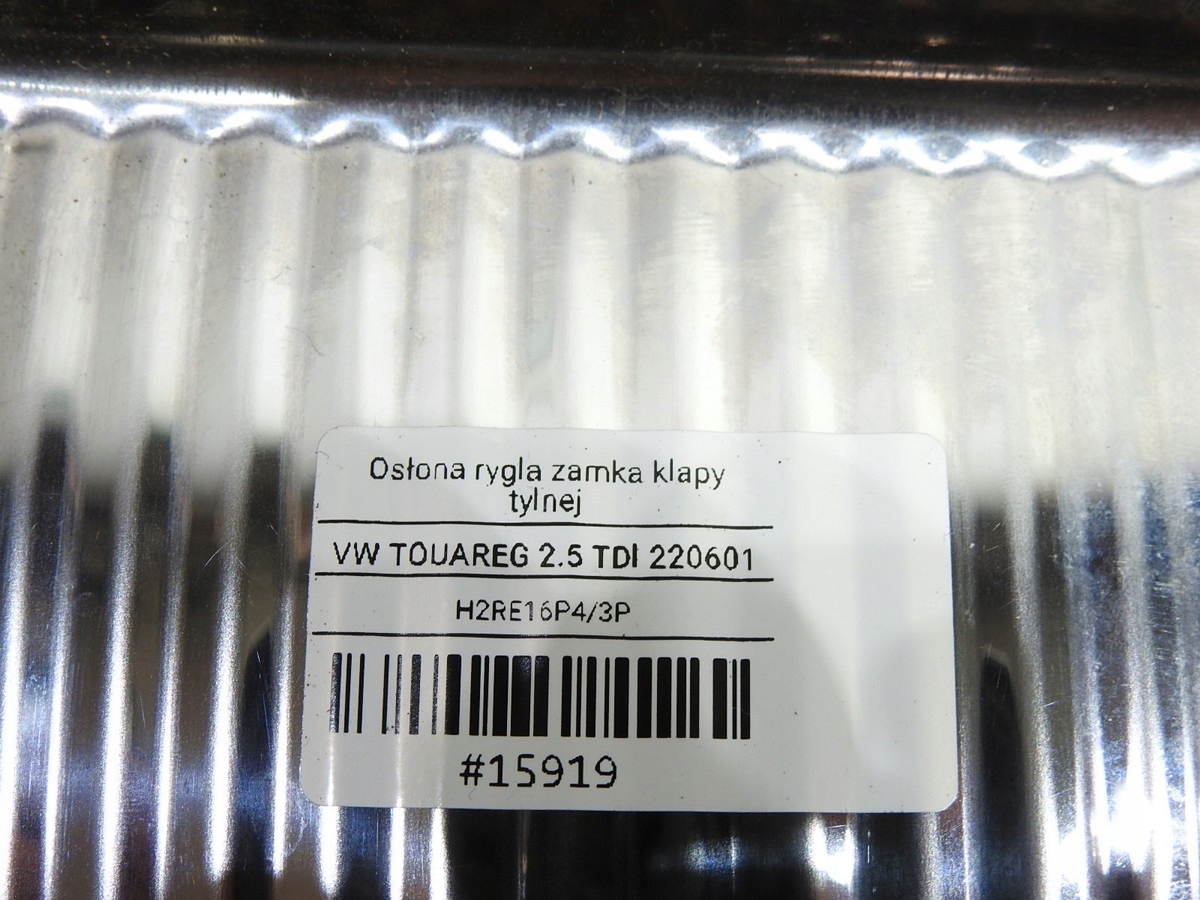 Osłona rygla zamka klapy
tylnej
VW TOUAREG 2.5 TDI 220601
H2RE16P4/3P
#15919